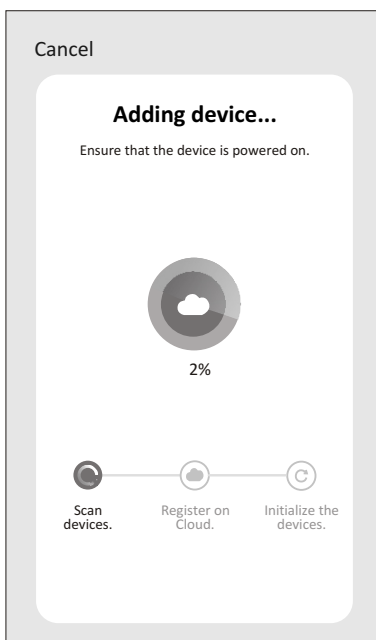 Cancel
Adding device...
Ensure that the device is powered on.
2%
Scan
devices.
Register on
Cloud.
Initialize the
devices.